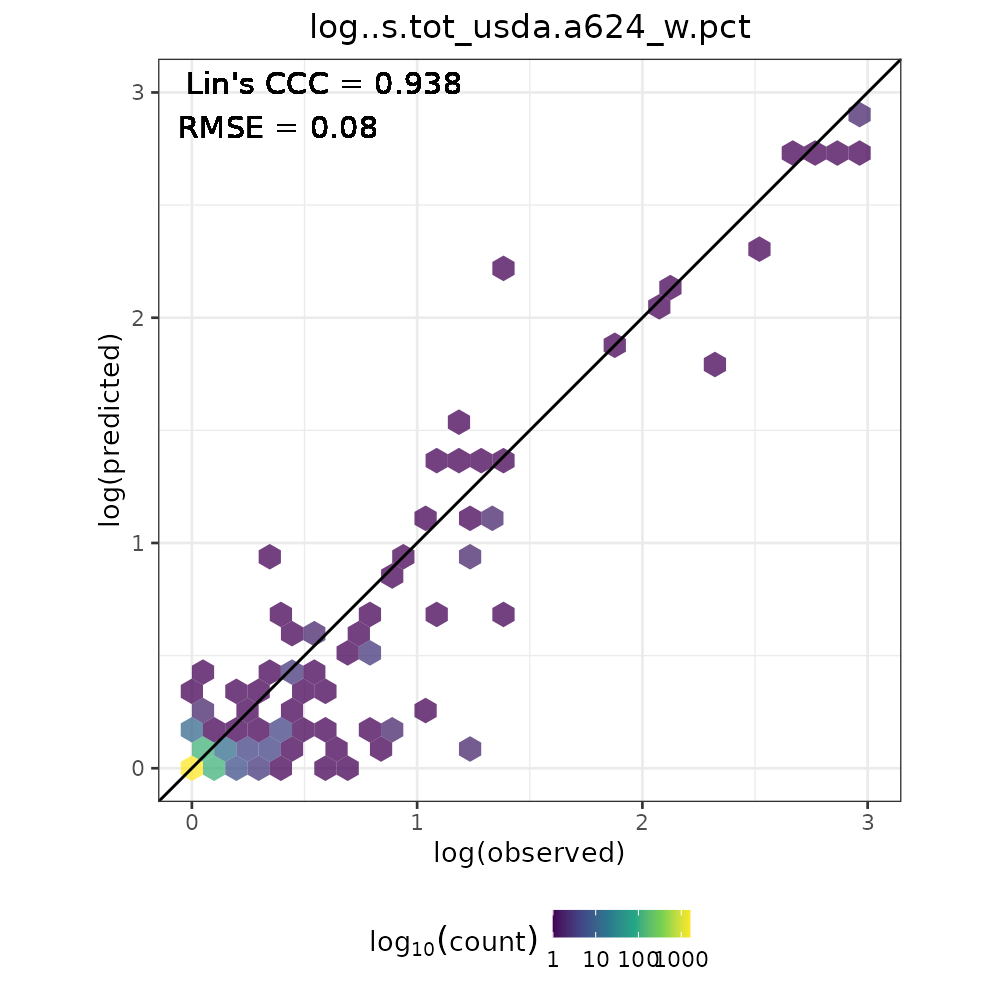 log..s.tot_usda.a624_w.pct
Lin's CCC = 0.938
RMSE = 0.08
3
2
1
0
log(predicted)
0 1 2 3
log(observed)
log10(count)
1 10 100 1000